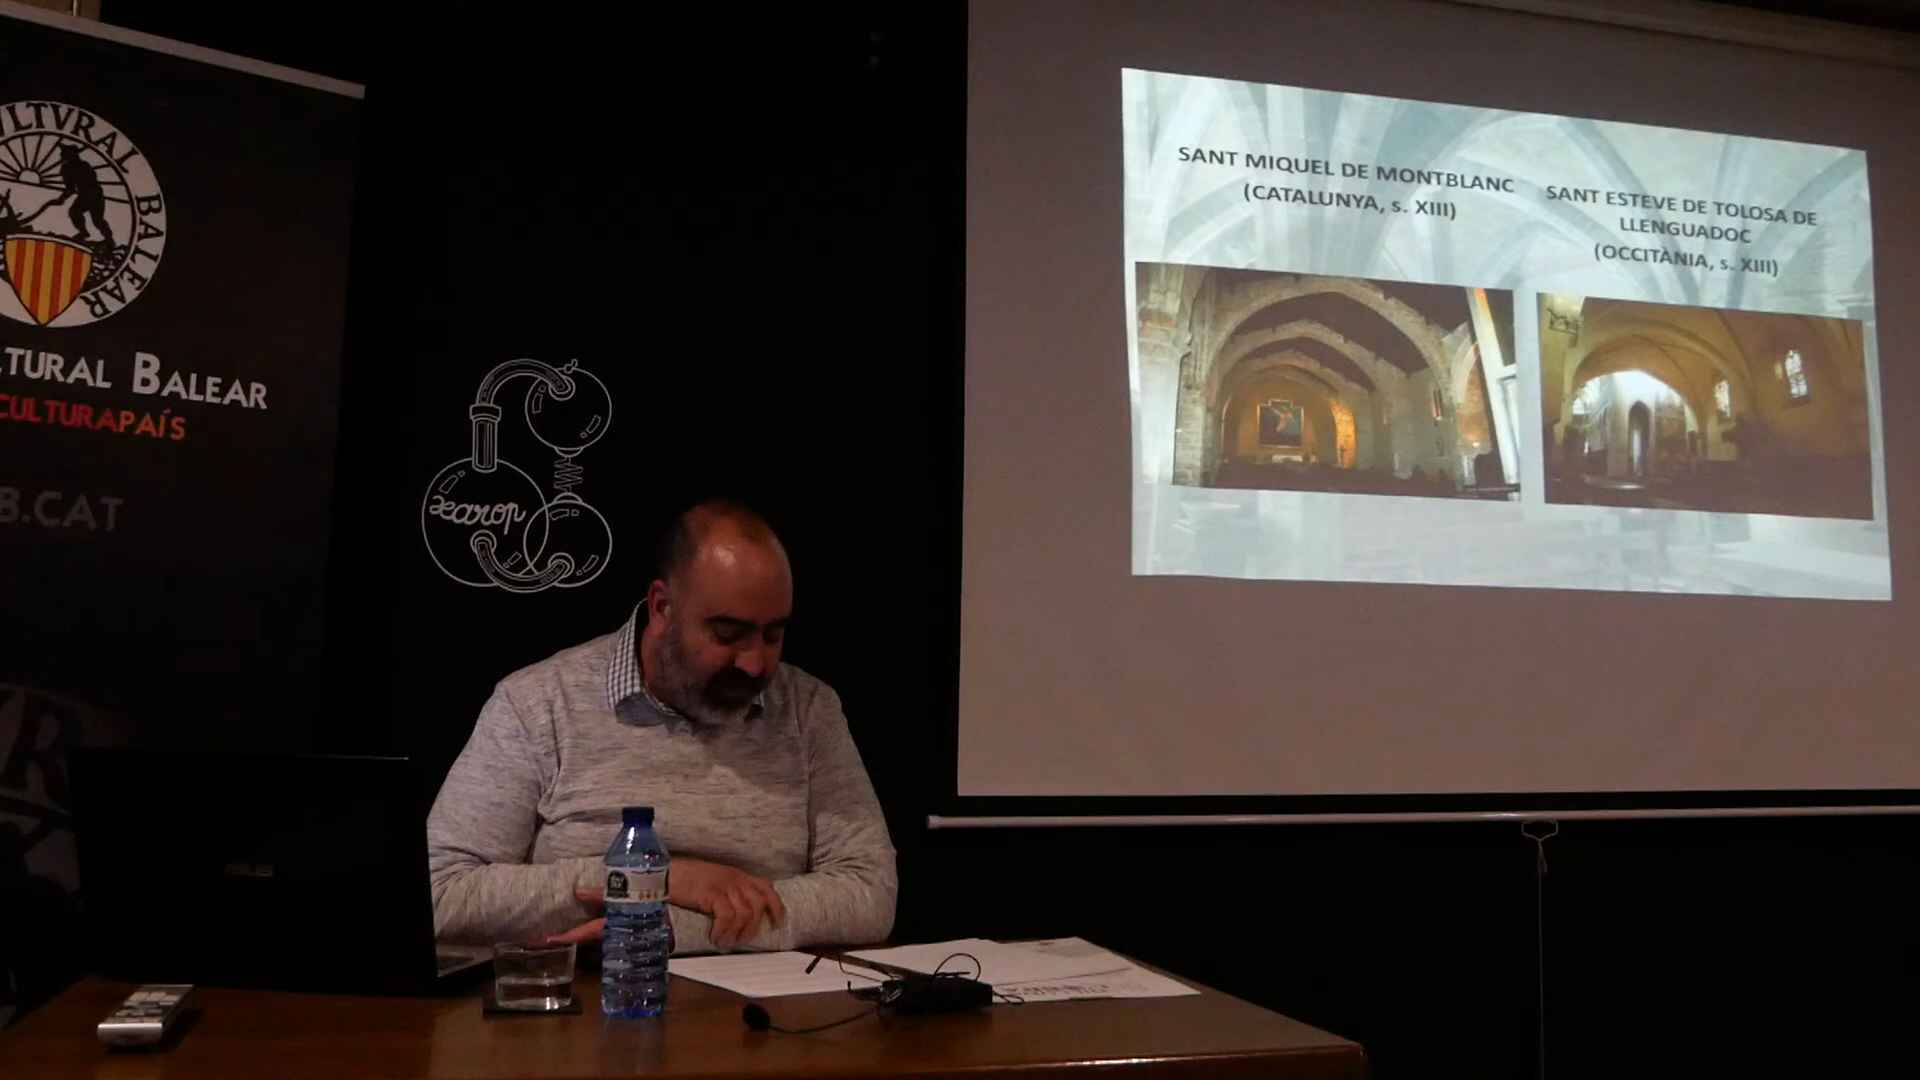 LTVRAL BALEAR
LTURAL BALEAR
CULTURAPAÍS
B.CAT
xarop
SANT MIQUEL DE MONTBLANC
(CATALUNYA, s. XIII)
SANT ESTEVE DE TOLOSA DE
LLENGUADOC
(OCCITÀNIA, s. XIII)
ASUS